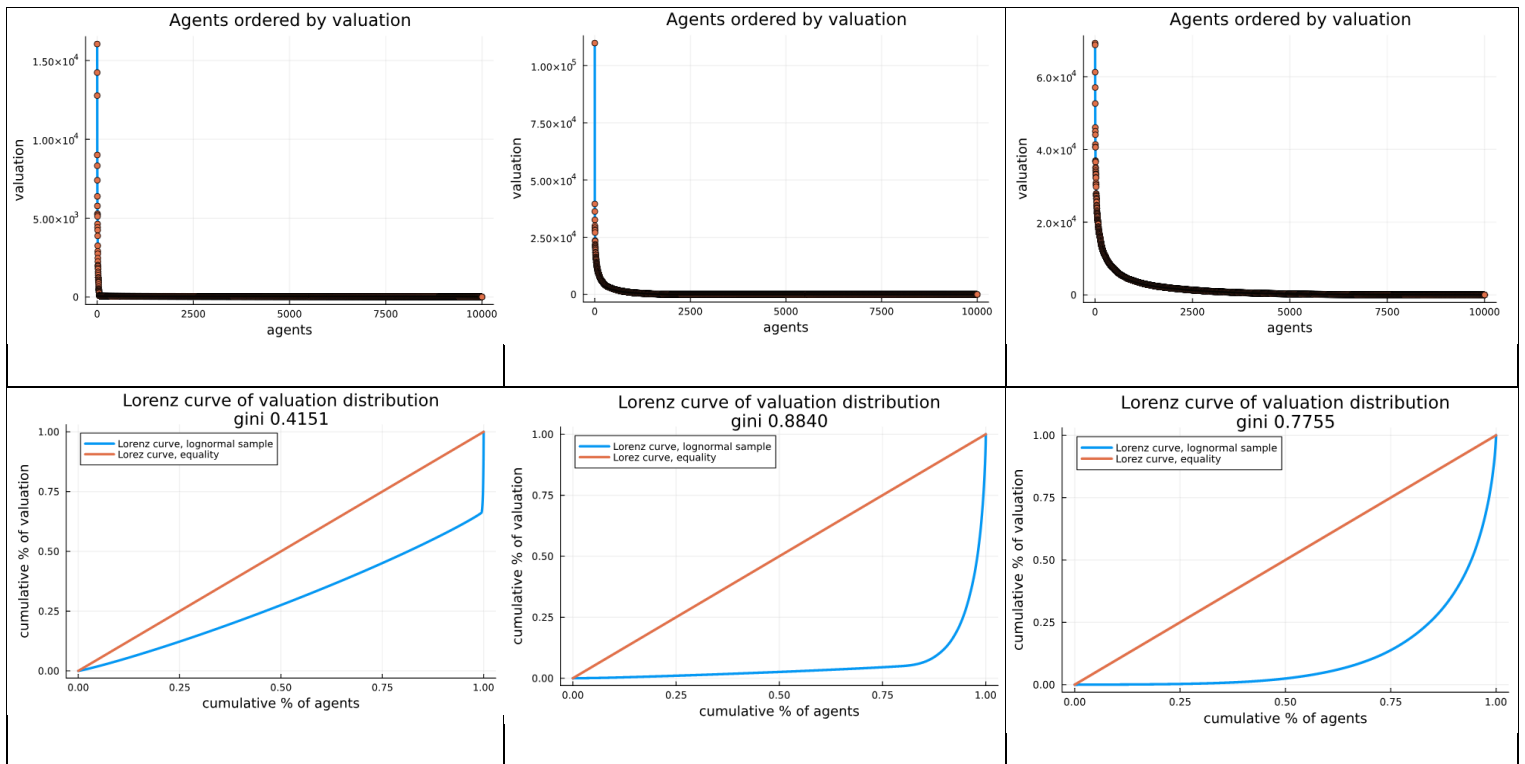 Agents ordered by valuation
1.50×10⁴
1.00×10⁴
5.00×10³
0
valuation
0 2500 5000 7500 10000
agents
Agents ordered by valuation
1.00×10⁵
7.50×10⁴
5.00×10⁴
2.50×10⁴
0
valuation
0 2500 5000 7500 10000
agents
Agents ordered by valuation
6.0×10⁴
4.0×10⁴
2.0×10⁴
0
valuation
0 2500 5000 7500 10000
agents
Lorenz curve of valuation distribution
gini 0.4151
Lorenz curve, lognormal sample
Lorez curve, equality
1.00
0.75
0.50
0.25
0.00
cumulative % of valuation
0.00 0.25 0.50 0.75 1.00
cumulative % of agents
Lorenz curve of valuation distribution
gini 0.8840
Lorenz curve, lognormal sample
Lorez curve, equality
1.00
0.75
0.50
0.25
0.00
cumulative % of valuation
0.00 0.25 0.50 0.75 1.00
cumulative % of agents
Lorenz curve of valuation distribution
gini 0.7755
Lorenz curve, lognormal sample
Lorez curve, equality
1.00
0.75
0.50
0.25
0.00
cumulative % of valuation
0.00 0.25 0.50 0.75 1.00
cumulative % of agents